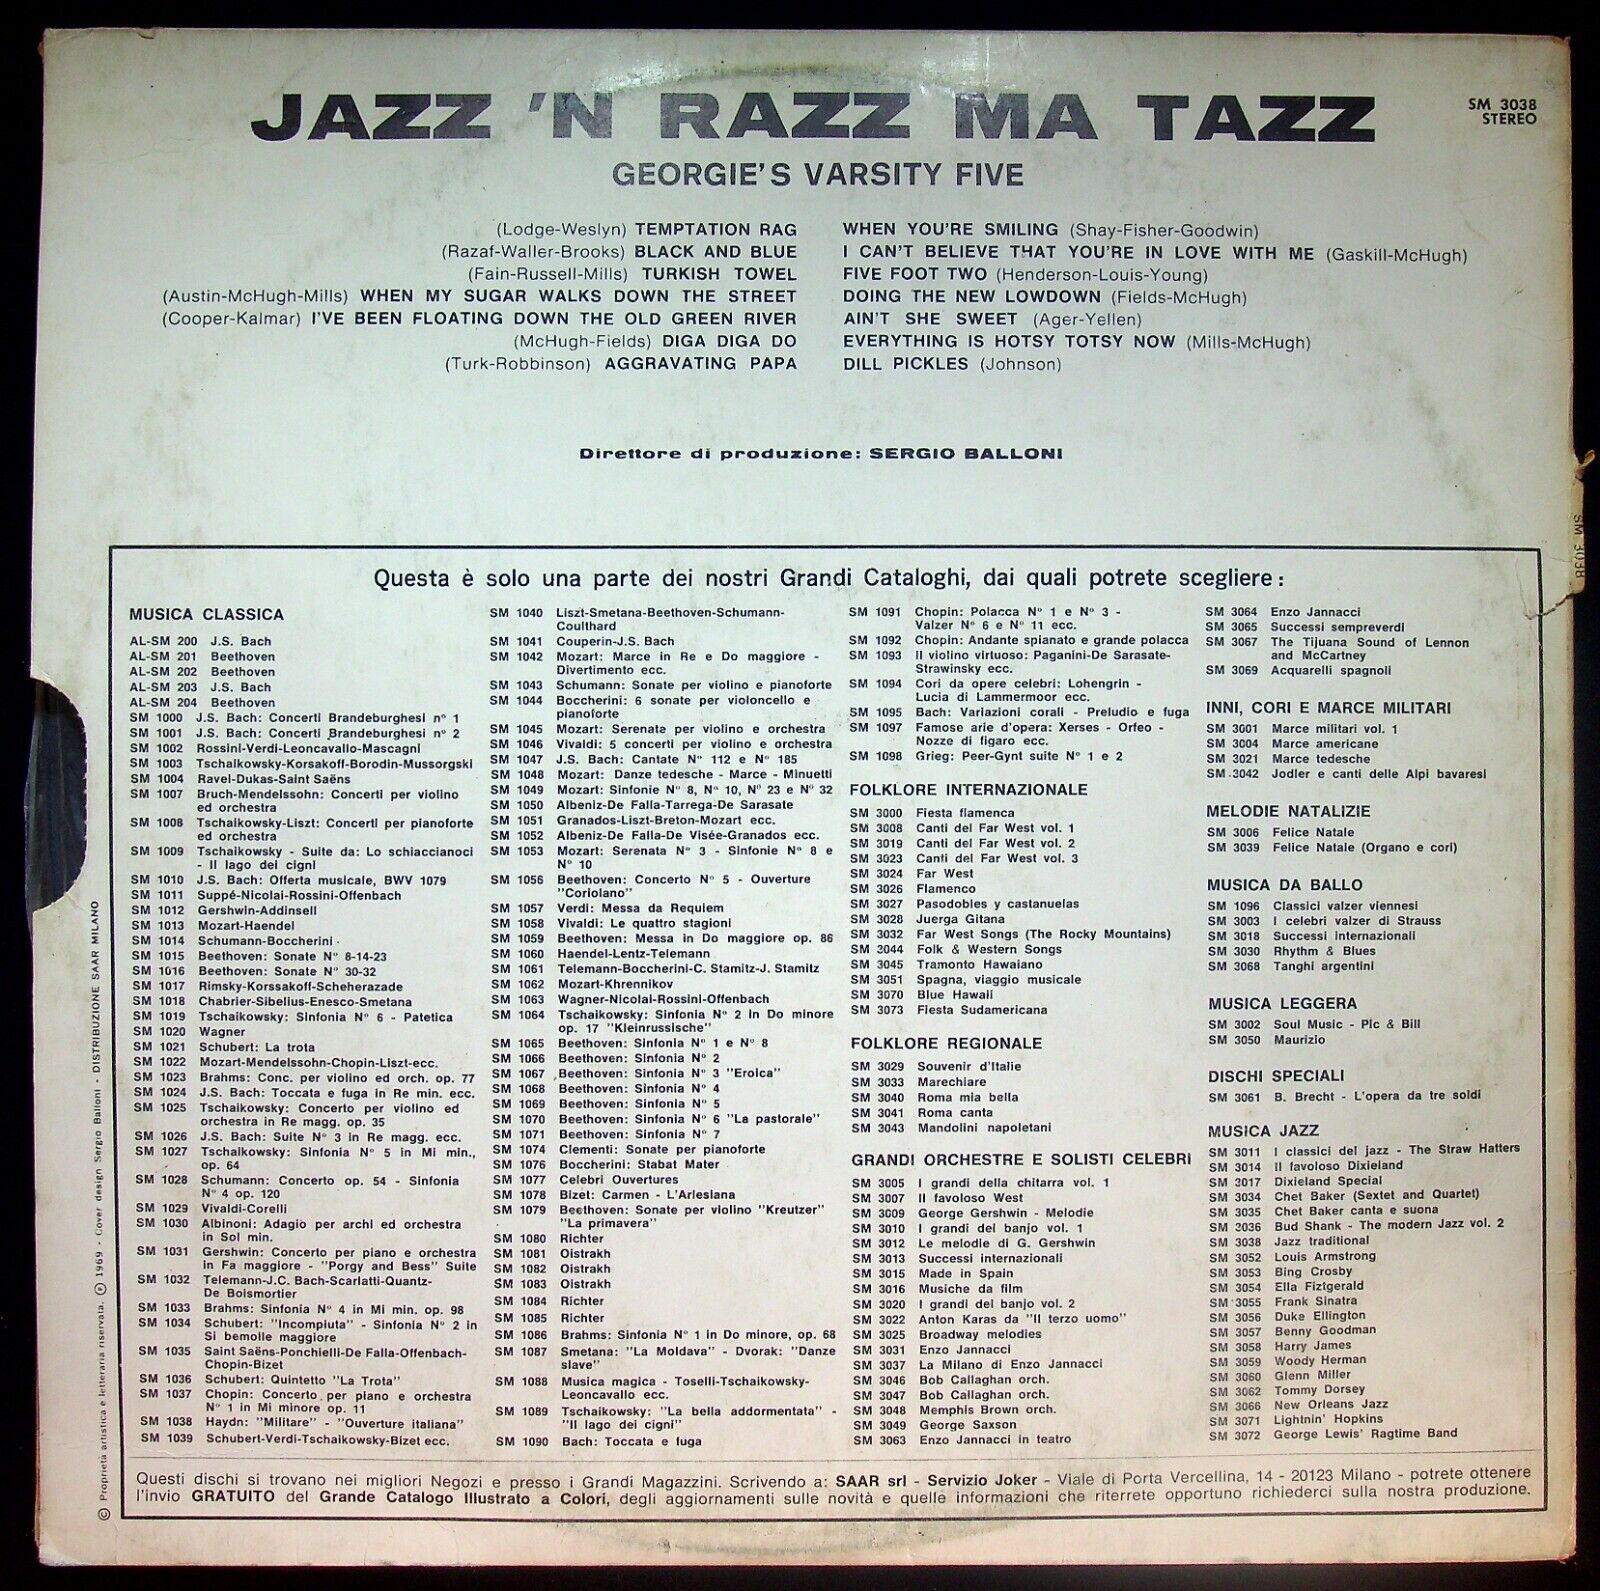 JAZZ 'N RAZZ MA TAZZ
SM 3038
STEREO
GEORGIE'S VARSITY FIVE
(Lodge-Weslyn) TEMPTATION RAG
(Razaf-Waller-Brooks) BLACK AND BLUE
(Fain-Russell-Mills) TURKISH TOWEL
(Austin-McHugh-Mills) WHEN MY SUGAR WALKS DOWN THE STREET
(Cooper-Kalmar) I'VE BEEN FLOATING DOWN THE OLD GREEN RIVER
(McHugh-Fields) DIGA DIGA DO
(Turk-Robbinson) AGGRAVATING PAPA
WHEN YOU'RE SMILING (Shay-Fisher-Goodwin)
I CAN'T BELIEVE THAT YOU'RE IN LOVE WITH ME (Gaskill-McHugh)
FIVE FOOT TWO (Henderson-Louis-Young)
DOING THE NEW LOWDOWN (Fields-McHugh)
AIN'T SHE SWEET (Ager-Yellen)
EVERYTHING IS HOTSY TOTSY NOW (Mills-McHugh)
DILL PICKLES (Johnson)
Direttore di produzione: SERGIO BALLONI
SM 3038
Questa è solo una parte dei nostri Grandi Cataloghi, dai quali potrete scegliere:
MUSICA CLASSICA
AL-SM 200 J.S. Bach
AL-SM 201 Beethoven
AL-SM 202 Beethoven
AL-SM 203 J.S. Bach
AL-SM 204 Beethoven
SM 1000 J.S. Bach: Concerti Brandeburghesi n° 1
SM 1001 J.S. Bach: Concerti Brandeburghesi n° 2
SM 1002 Rossini-Verdi-Leoncavallo-Mascagni
SM 1003 Tschaikowsky-Korsakoff-Borodin-Mussorgski
SM 1004 Ravel-Dukas-Saint Saëns
SM 1007 Bruch-Mendelssohn: Concerti per violino
ed orchestra
SM 1008 Tschaikowsky-Liszt: Concerti per pianoforte
ed orchestra
SM 1009 Tschaikowsky - Suite da: Lo schiaccianoci
- Il lago dei cigni
SM 1010 J.S. Bach: Offerta musicale, BWV 1079
SM 1011 Suppé-Nicolai-Rossini-Offenbach
SM 1012 Gershwin-Addinsell
SM 1013 Mozart-Haendel
SM 1014 Schumann-Boccherini
SM 1015 Beethoven: Sonate N° 8-14-23
SM 1016 Beethoven: Sonate N° 30-32
SM 1017 Rimsky-Korssakoff-Scheherazade
SM 1018 Chabrier-Sibelius-Enesco-Smetana
SM 1019 Tschaikowsky: Sinfonia N° 6 - Patetica
SM 1020 Wagner
SM 1021 Schubert: La trota
SM 1022 Mozart-Mendelssohn-Chopin-Liszt-ecc.
SM 1023 Brahms: Conc. per violino ed orch. op. 77
SM 1024 J.S. Bach: Toccata e fuga in Re min. ecc.
SM 1025 Tschaikowsky: Concerto per violino ed
orchestra in Re magg. op. 35
SM 1026 J.S. Bach: Suite N° 3 in Re magg. ecc.
SM 1027 Tschaikowsky: Sinfonia N° 5 in Mi min.,
op. 64
SM 1028 Schumann: Concerto op. 54 - Sinfonia
N° 4 op. 120
SM 1029 Vivaldi-Corelli
SM 1030 Albinoni: Adagio per archi ed orchestra
in Sol min.
SM 1031 Gershwin: Concerto per piano e orchestra
in Fa maggiore - "Porgy and Bess" Suite
SM 1032 Telemann-J.C. Bach-Scarlatti-Quantz-
De Boismortier
SM 1033 Brahms: Sinfonia N° 4 in Mi min. op. 98
SM 1034 Schubert: "Incompiuta" - Sinfonia N° 2 in
Si bemolle maggiore
SM 1035 Saint Saëns-Ponchielli-De Falla-Offenbach-
Chopin-Bizet
SM 1036 Schubert: Quintetto "La Trota"
SM 1037 Chopin: Concerto per piano e orchestra
N° 1 in Mi minore op. 11
SM 1038 Haydn: "Militare" - "Ouverture italiana"
SM 1039 Schubert-Verdi-Tschaikowsky-Bizet ecc.
SM 1040 Liszt-Smetana-Beethoven-Schumann-
Coulthard
SM 1041 Couperin-J.S. Bach
SM 1042 Mozart: Marce in Re e Do maggiore -
Divertimento ecc.
SM 1043 Schumann: Sonate per violino e pianoforte
SM 1044 Boccherini: 6 sonate per violoncello e
pianoforte
SM 1045 Mozart: Serenata per violino e orchestra
SM 1046 Vivaldi: 5 concerti per violino e orchestra
SM 1047 J.S. Bach: Cantate N° 112 e N° 185
SM 1048 Mozart: Danze tedesche - Marce - Minuetti
SM 1049 Mozart: Sinfonie N° 8, N° 10, N° 23 e N° 32
SM 1050 Albeniz-De Falla-Tarrega-De Sarasate
SM 1051 Granados-Liszt-Breton-Mozart ecc.
SM 1052 Albeniz-De Falla-De Visée-Granados ecc.
SM 1053 Mozart: Serenata N° 3 - Sinfonie N° 8 e
N° 10
SM 1056 Beethoven: Concerto N° 5 - Ouverture
"Coriolano"
SM 1057 Verdi: Messa da Requiem
SM 1058 Vivaldi: Le quattro stagioni
SM 1059 Beethoven: Messa in Do maggiore op. 86
SM 1060 Haendel-Lentz-Telemann
SM 1061 Telemann-Boccherini-C. Stamitz-J. Stamitz
SM 1062 Mozart-Khrennikov
SM 1063 Wagner-Nicolai-Rossini-Offenbach
SM 1064 Tschaikowsky: Sinfonia N° 2 in Do minore
op. 17 "Kleinrussische"
SM 1065 Beethoven: Sinfonia N° 1 e N° 8
SM 1066 Beethoven: Sinfonia N° 2
SM 1067 Beethoven: Sinfonia N° 3 "Eroica"
SM 1068 Beethoven: Sinfonia N° 4
SM 1069 Beethoven: Sinfonia N° 5
SM 1070 Beethoven: Sinfonia N° 6 "La pastorale"
SM 1071 Beethoven: Sinfonia N° 7
SM 1074 Clementi: Sonate per pianoforte
SM 1076 Boccherini: Stabat Mater
SM 1077 Celebri Ouvertures
SM 1078 Bizet: Carmen - L'Arlesiana
SM 1079 Beethoven: Sonate per violino "Kreutzer"
"La primavera"
SM 1080 Richter
SM 1081 Oistrakh
SM 1082 Oistrakh
SM 1083 Oistrakh
SM 1084 Richter
SM 1085 Richter
SM 1086 Brahms: Sinfonia N° 1 in Do minore, op. 68
SM 1087 Smetana: "La Moldava" - Dvorak: "Danze
slave"
SM 1088 Musica magica - Toselli-Tschaikowsky-
Leoncavallo ecc.
SM 1089 Tschaikowsky: "La bella addormentata" -
"Il lago dei cigni"
SM 1090 Bach: Toccata e fuga
SM 1091 Chopin: Polacca N° 1 e N° 3 -
Valzer N° 6 e N° 11 ecc.
SM 1092 Chopin: Andante spianato e grande polacca
SM 1093 Il violino virtuoso: Paganini-De Sarasate-
Strawinsky ecc.
SM 1094 Cori da opere celebri: Lohengrin -
Lucia di Lammermoor ecc.
SM 1095 Bach: Variazioni corali - Preludio e fuga
SM 1097 Famose arie d'opera: Xerses - Orfeo -
Nozze di figaro ecc.
SM 1098 Grieg: Peer-Gynt suite N° 1 e 2
FOLKLORE INTERNAZIONALE
SM 3000 Fiesta flamenca
SM 3008 Canti del Far West vol. 1
SM 3019 Canti del Far West vol. 2
SM 3023 Canti del Far West vol. 3
SM 3024 Far West
SM 3026 Flamenco
SM 3027 Pasodobles y castanuelas
SM 3028 Juerga Gitana
SM 3032 Far West Songs (The Rocky Mountains)
SM 2044 Folk & Western Songs
SM 3045 Tramonto Hawaiano
SM 3051 Spagna, viaggio musicale
SM 3070 Blue Hawaii
SM 3073 Fiesta Sudamericana
FOLKLORE REGIONALE
SM 3029 Souvenir d'Italie
SM 3033 Marechiare
SM 3040 Roma mia bella
SM 3041 Roma canta
SM 3043 Mandolini napoletani
GRANDI ORCHESTRE E SOLISTI CELEBRI
SM 3005 I grandi della chitarra vol. 1
SM 3007 Il favoloso West
SM 3009 George Gershwin - Melodie
SM 3010 I grandi del banjo vol. 1
SM 3012 Le melodie di G. Gershwin
SM 3013 Successi internazionali
SM 3015 Made in Spain
SM 3016 Musiche da film
SM 3020 I grandi del banjo vol. 2
SM 3022 Anton Karas da "Il terzo uomo"
SM 3025 Broadway melodies
SM 3031 Enzo Jannacci
SM 3037 La Milano di Enzo Jannacci
SM 3046 Bob Callaghan orch.
SM 3047 Bob Callaghan orch.
SM 3048 Memphis Brown orch.
SM 3049 George Saxson
SM 3063 Enzo Jannacci in teatro
SM 3064 Enzo Jannacci
SM 3065 Successi sempreverdi
SM 3067 The Tijuana Sound of Lennon
and McCartney
SM 3069 Acquarelli spagnoli
INNI, CORI E MARCE MILITARI
SM 3001 Marce militari vol. 1
SM 3004 Marce americane
SM 3021 Marce tedesche
SM 3042 Jodler e canti delle Alpi bavaresi
MELODIE NATALIZIE
SM 3006 Felice Natale
SM 3039 Felice Natale (Organo e cori)
MUSICA DA BALLO
SM 1096 Classici valzer viennesi
SM 3003 I celebri valzer di Strauss
SM 3018 Successi internazionali
SM 3030 Rhythm & Blues
SM 3068 Tanghi argentini
MUSICA LEGGERA
SM 3002 Soul Music - Pic & Bill
SM 3050 Maurizio
DISCHI SPECIALI
SM 3061 B. Brecht - L'opera da tre soldi
MUSICA JAZZ
SM 3011 I classici del jazz - The Straw Hatters
SM 3014 Il favoloso Dixieland
SM 2017 Dixieland Special
SM 3034 Chet Baker (Sextet and Quartet)
SM 3035 Chet Baker canta e suona
SM 2036 Bud Shank - The modern Jazz vol. 2
SM 3038 Jazz traditional
SM 3052 Louis Armstrong
SM 3053 Bing Crosby
SM 3054 Ella Fiztgerald
SM 3055 Frank Sinatra
SM 3056 Duke Ellington
SM 3057 Benny Goodman
SM 3058 Harry James
SM 3059 Woody Herman
SM 3060 Glenn Miller
SM 3062 Tommy Dorsey
SM 3066 New Orleans Jazz
SM 3071 Lightnin' Hopkins
SM 3072 George Lewis' Ragtime Band
Questi dischi si trovano nei migliori Negozi e presso i Grandi Magazzini. Scrivendo a: SAAR srl - Servizio Joker - Viale di Porta Vercellina, 14 - 20123 Milano - potrete ottenere
l'invio GRATUITO del Grande Catalogo Illustrato a Colori, degli aggiornamenti sulle novità e quelle informazioni che riterrete opportuno richiederci sulla nostra produzione.
© Proprietà artistica e letteraria riservata. ℗ 1969 - Cover design Sergio Balloni - DISTRIBUZIONE SAAR MILANO